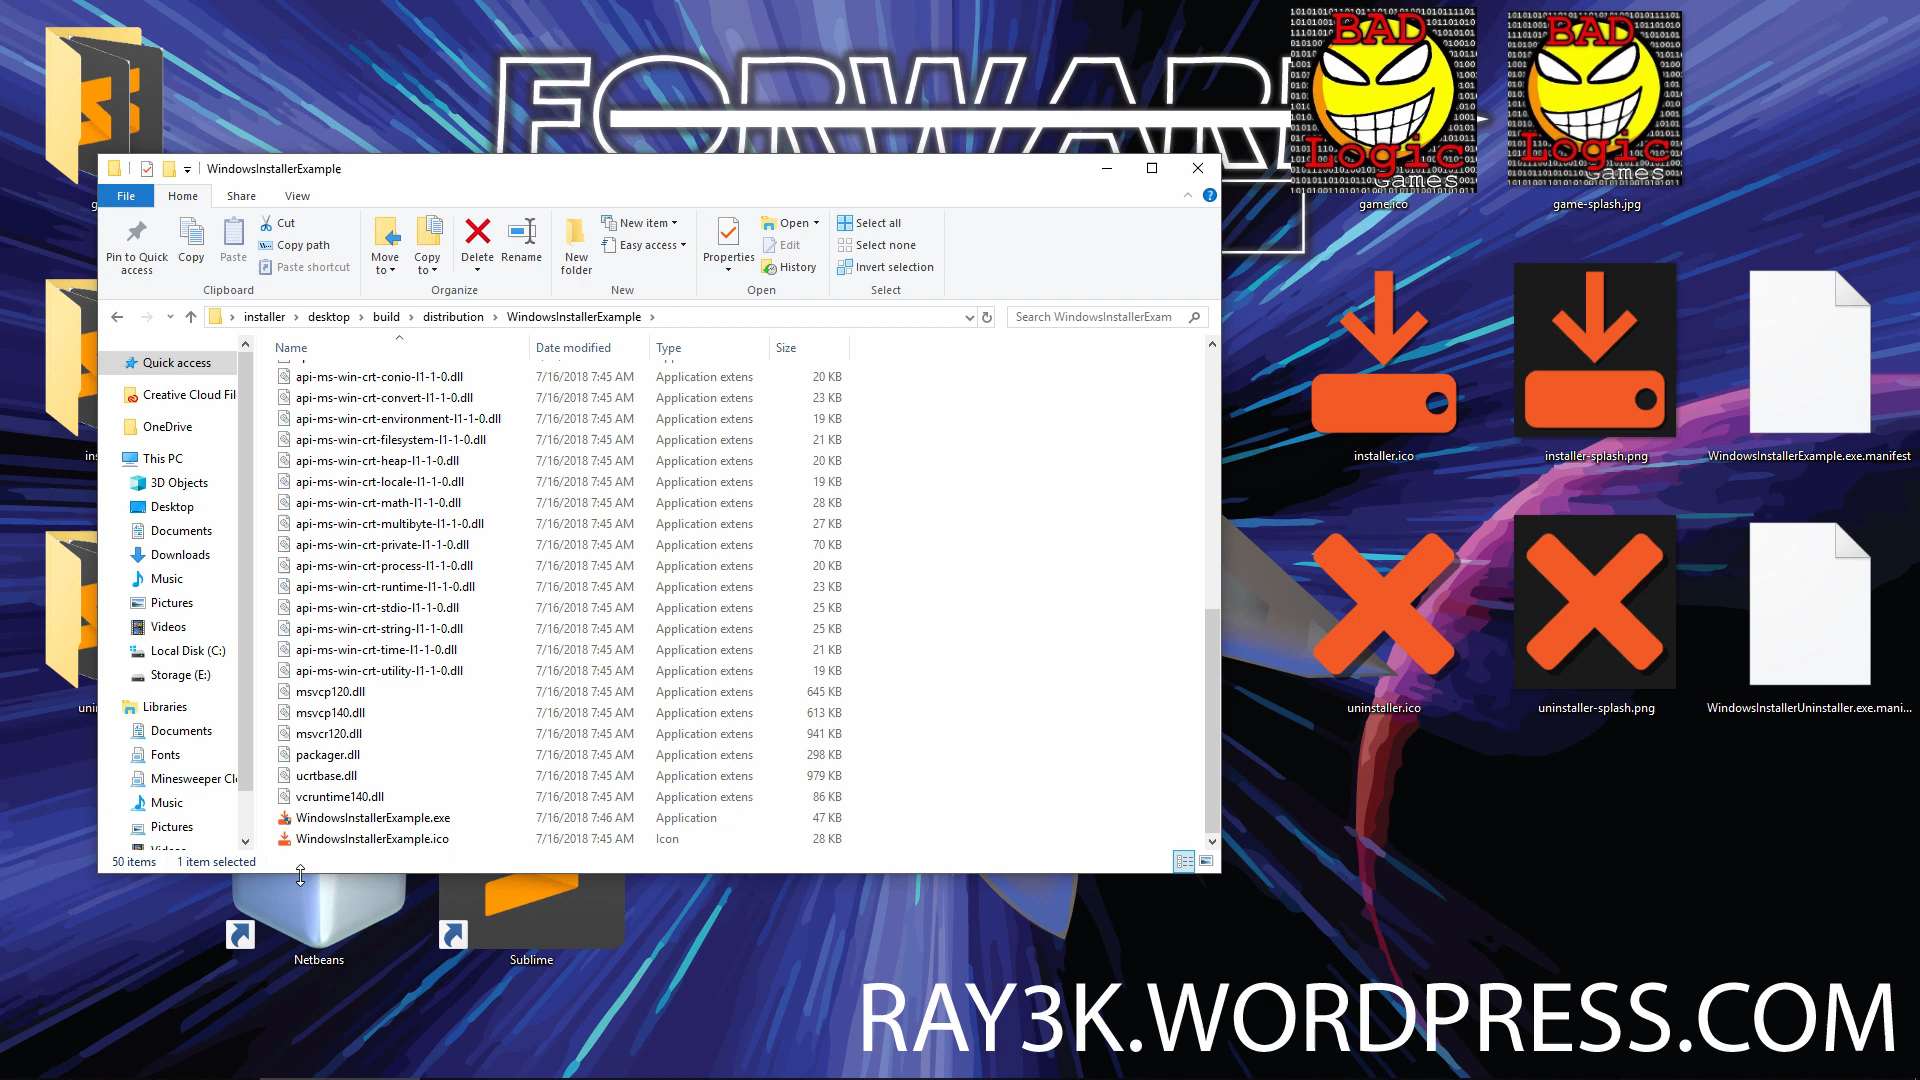 FORWAR
BAD
Logic
Games
game.ico
BAD
Logic
Games
game-splash.jpg
WindowsInstallerExample
File
Home
Share
View
Pin to Quick access
Copy
Paste
Cut
Copy path
Paste shortcut
Clipboard
Move to
Copy to
Delete
Rename
Organize
New folder
New item
Easy access
New
Properties
Open
Edit
History
Open
Select all
Select none
Invert selection
Select
installer > desktop > build > distribution > WindowsInstallerExample >
Search WindowsInstallerExam
Quick access
Creative Cloud Fil
OneDrive
This PC
3D Objects
Desktop
Documents
Downloads
Music
Pictures
Videos
Local Disk (C:)
Storage (E:)
Libraries
Documents
Fonts
Minesweeper Cl
Music
Pictures
Name Date modified Type Size
api-ms-win-crt-conio-l1-1-0.dll 7/16/2018 7:45 AM Application extens 20 KB
api-ms-win-crt-convert-l1-1-0.dll 7/16/2018 7:45 AM Application extens 23 KB
api-ms-win-crt-environment-l1-1-0.dll 7/16/2018 7:45 AM Application extens 19 KB
api-ms-win-crt-filesystem-l1-1-0.dll 7/16/2018 7:45 AM Application extens 21 KB
api-ms-win-crt-heap-l1-1-0.dll 7/16/2018 7:45 AM Application extens 20 KB
api-ms-win-crt-locale-l1-1-0.dll 7/16/2018 7:45 AM Application extens 19 KB
api-ms-win-crt-math-l1-1-0.dll 7/16/2018 7:45 AM Application extens 28 KB
api-ms-win-crt-multibyte-l1-1-0.dll 7/16/2018 7:45 AM Application extens 27 KB
api-ms-win-crt-private-l1-1-0.dll 7/16/2018 7:45 AM Application extens 70 KB
api-ms-win-crt-process-l1-1-0.dll 7/16/2018 7:45 AM Application extens 20 KB
api-ms-win-crt-runtime-l1-1-0.dll 7/16/2018 7:45 AM Application extens 23 KB
api-ms-win-crt-stdio-l1-1-0.dll 7/16/2018 7:45 AM Application extens 25 KB
api-ms-win-crt-string-l1-1-0.dll 7/16/2018 7:45 AM Application extens 25 KB
api-ms-win-crt-time-l1-1-0.dll 7/16/2018 7:45 AM Application extens 21 KB
api-ms-win-crt-utility-l1-1-0.dll 7/16/2018 7:45 AM Application extens 19 KB
msvcp120.dll 7/16/2018 7:45 AM Application extens 645 KB
msvcp140.dll 7/16/2018 7:45 AM Application extens 613 KB
msvcr120.dll 7/16/2018 7:45 AM Application extens 941 KB
packager.dll 7/16/2018 7:45 AM Application extens 298 KB
ucrtbase.dll 7/16/2018 7:45 AM Application extens 979 KB
vcruntime140.dll 7/16/2018 7:45 AM Application extens 86 KB
WindowsInstallerExample.exe 7/16/2018 7:46 AM Application 47 KB
WindowsInstallerExample.ico 7/16/2018 7:45 AM Icon 28 KB
50 items 1 item selected
installer.ico
installer-splash.png
WindowsInstallerExample.exe.manifest
uninstaller.ico
uninstaller-splash.png
WindowsInstallerUninstaller.exe.mani...
Netbeans
Sublime
RAY3K.WORDPRESS.COM